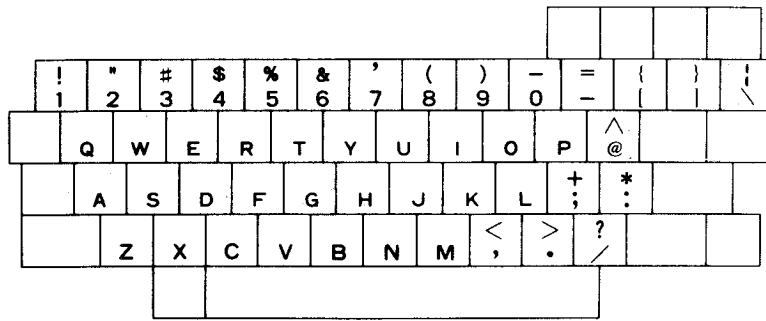 ! " # $ % & ' ( ) _ = { } ¦
1 2 3 4 5 6 7 8 9 0 - [ ] \
Q W E R T Y U I O P ^ @
A S D F G H J K L + ; * :
Z X C V B N M < , > . ? /